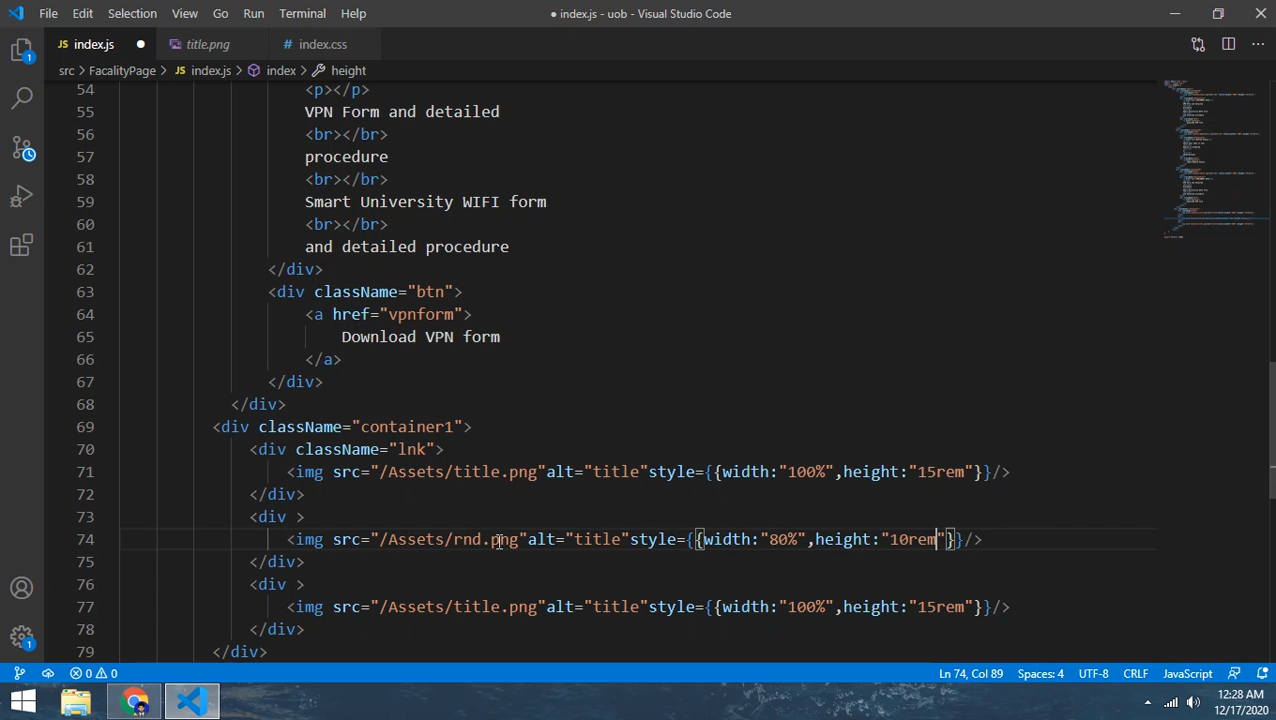 File Edit Selection View Go Run Terminal Help ● index.js - uob - Visual Studio Code
JS index.js ● title.png # index.css
src > FacalityPage > JS index.js > index > height
54 <p></p>
55 VPN Form and detailed
56 <br></br>
57 procedure
58 <br></br>
59 Smart University WIFI form
60 <br></br>
61 and detailed procedure
62 </div>
63 <div className="btn">
64 <a href="vpnform">
65 Download VPN form
66 </a>
67 </div>
68 </div>
69 <div className="container1">
70 <div className="lnk">
71 <img src="/Assets/title.png"alt="title"style={{width:"100%",height:"15rem"}}/>
72 </div>
73 <div >
74 <img src="/Assets/rnd.png"alt="title"style={{width:"80%",height:"10rem"}}/>
75 </div>
76 <div >
77 <img src="/Assets/title.png"alt="title"style={{width:"100%",height:"15rem"}}/>
78 </div>
79 </div>
1
1
0 0 Ln 74, Col 89 Spaces: 4 UTF-8 CRLF JavaScript
12:28 AM
12/17/2020